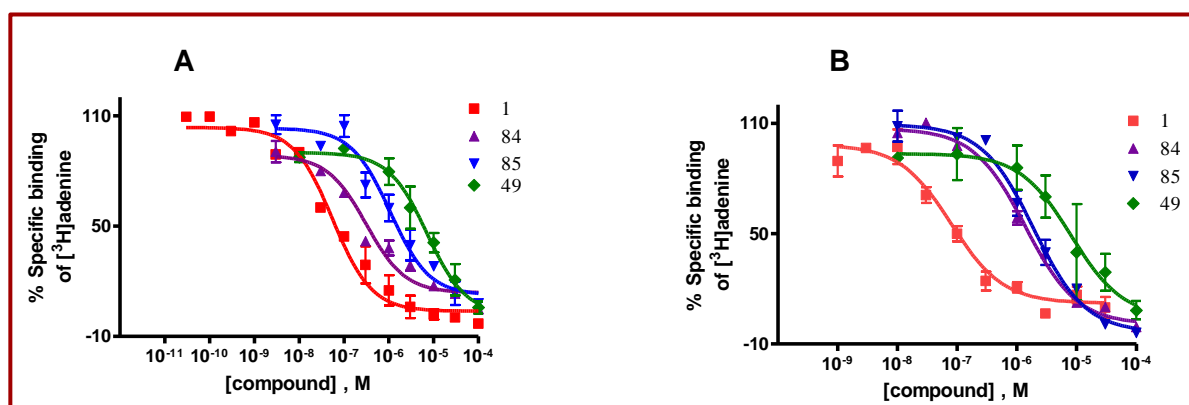 A
110
50
-10
% Specific binding
of [³H]adenine
10⁻¹¹ 10⁻¹⁰ 10⁻⁹ 10⁻⁸ 10⁻⁷ 10⁻⁶ 10⁻⁵ 10⁻⁴
[compound] , M
1
84
85
49
B
110
50
-10
% Specific binding
of [³H]adenine
10⁻⁹ 10⁻⁸ 10⁻⁷ 10⁻⁶ 10⁻⁵ 10⁻⁴
[compound] , M
1
84
85
49